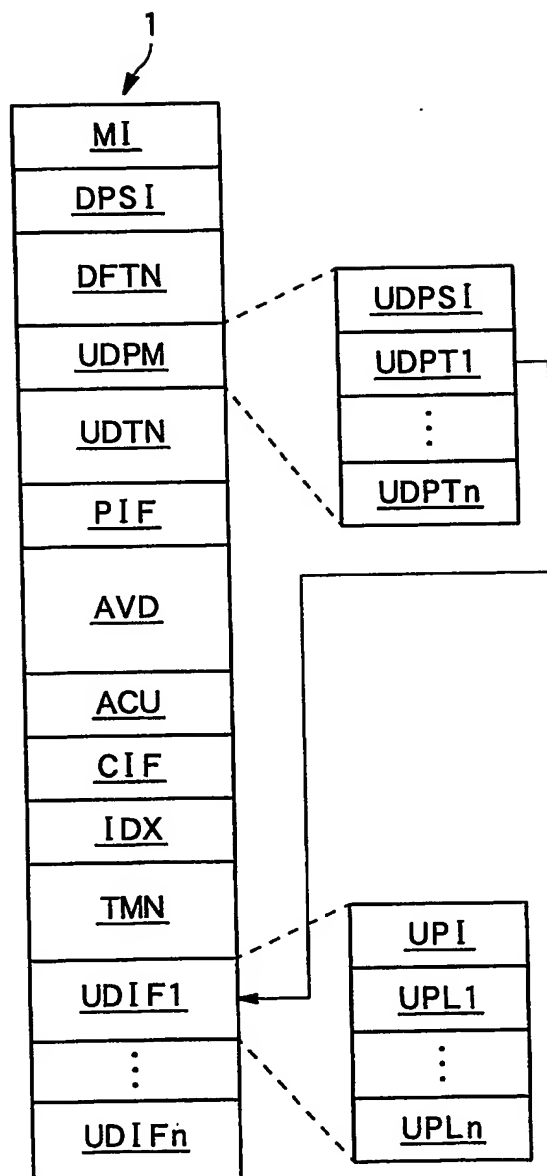 1
MI
DPSI
DFTN
UDPM
UDTN
PIF
AVD
ACU
CIF
IDX
TMN
UDIF1
⋮
UDIFn
UDPSI
UDPT1
⋮
UDPTn
UPI
UPL1
⋮
UPLn